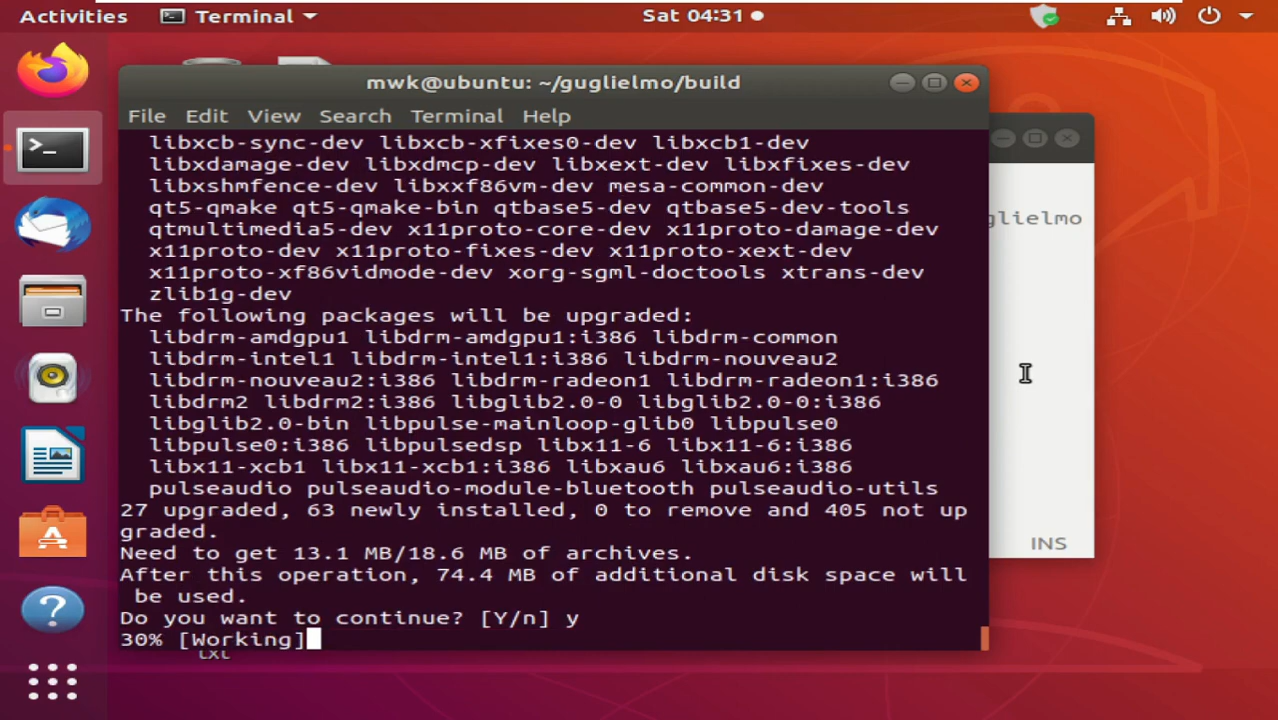 Activities
Terminal
Sat 04:31
mwk@ubuntu: ~/guglielmo/build
File Edit View Search Terminal Help
libxcb-sync-dev libxcb-xfixes0-dev libxcb1-dev
libxdamage-dev libxdmcp-dev libxext-dev libxfixes-dev
libxshmfence-dev libxxf86vm-dev mesa-common-dev
qt5-qmake qt5-qmake-bin qtbase5-dev qtbase5-dev-tools
qtmultimedia5-dev x11proto-core-dev x11proto-damage-dev
x11proto-dev x11proto-fixes-dev x11proto-xext-dev
x11proto-xf86vidmode-dev xorg-sgml-doctools xtrans-dev
zlib1g-dev
The following packages will be upgraded:
libdrm-amdgpu1 libdrm-amdgpu1:i386 libdrm-common
libdrm-intel1 libdrm-intel1:i386 libdrm-nouveau2
libdrm-nouveau2:i386 libdrm-radeon1 libdrm-radeon1:i386
libdrm2 libdrm2:i386 libglib2.0-0 libglib2.0-0:i386
libglib2.0-bin libpulse-mainloop-glib0 libpulse0
libpulse0:i386 libpulsedsp libx11-6 libx11-6:i386
libx11-xcb1 libx11-xcb1:i386 libxau6 libxau6:i386
pulseaudio pulseaudio-module-bluetooth pulseaudio-utils
27 upgraded, 63 newly installed, 0 to remove and 405 not up
graded.
Need to get 13.1 MB/18.6 MB of archives.
After this operation, 74.4 MB of additional disk space will
be used.
Do you want to continue? [Y/n] y
30% [Working]
glielmo
INS
txt